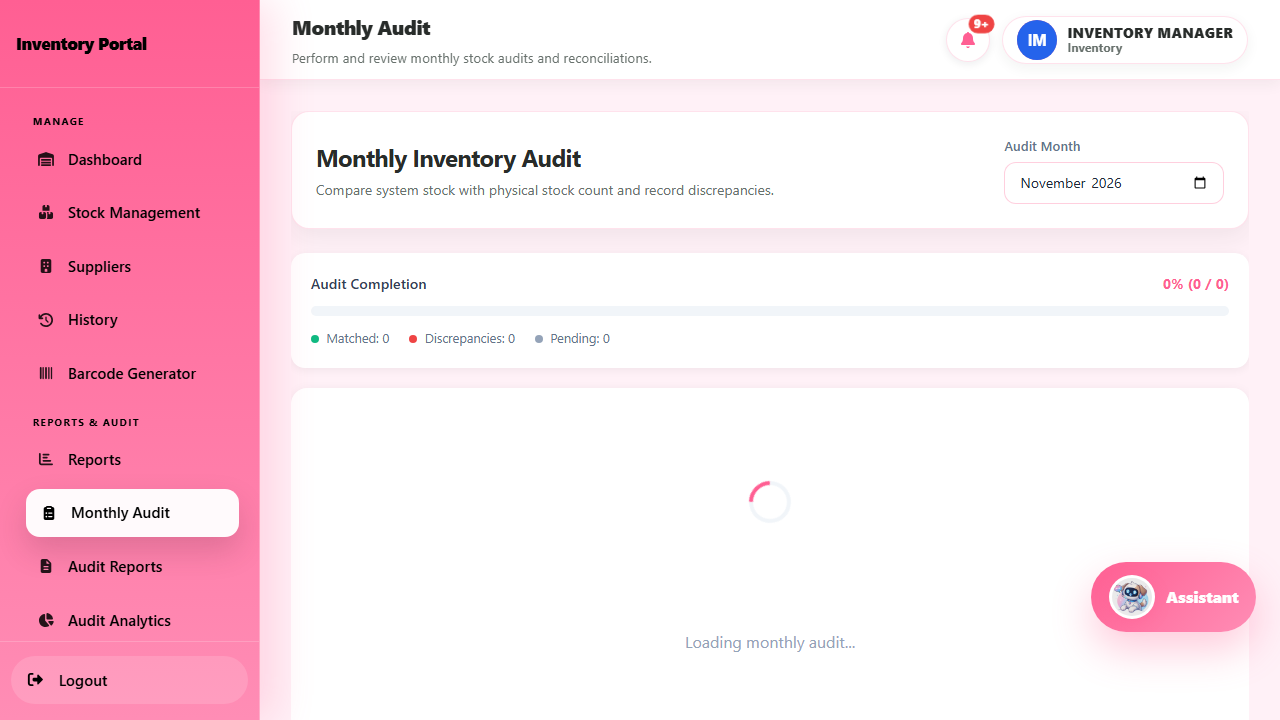 Inventory Portal
MANAGE
Dashboard
Stock Management
Suppliers
History
Barcode Generator
REPORTS & AUDIT
Reports
Monthly Audit
Audit Reports
Audit Analytics
Logout
Monthly Audit
Perform and review monthly stock audits and reconciliations.
9+
IM
INVENTORY MANAGER
Inventory
Monthly Inventory Audit
Compare system stock with physical stock count and record discrepancies.
Audit Month
November 2026
Audit Completion
0% (0 / 0)
Matched: 0
Discrepancies: 0
Pending: 0
Loading monthly audit...
Assistant